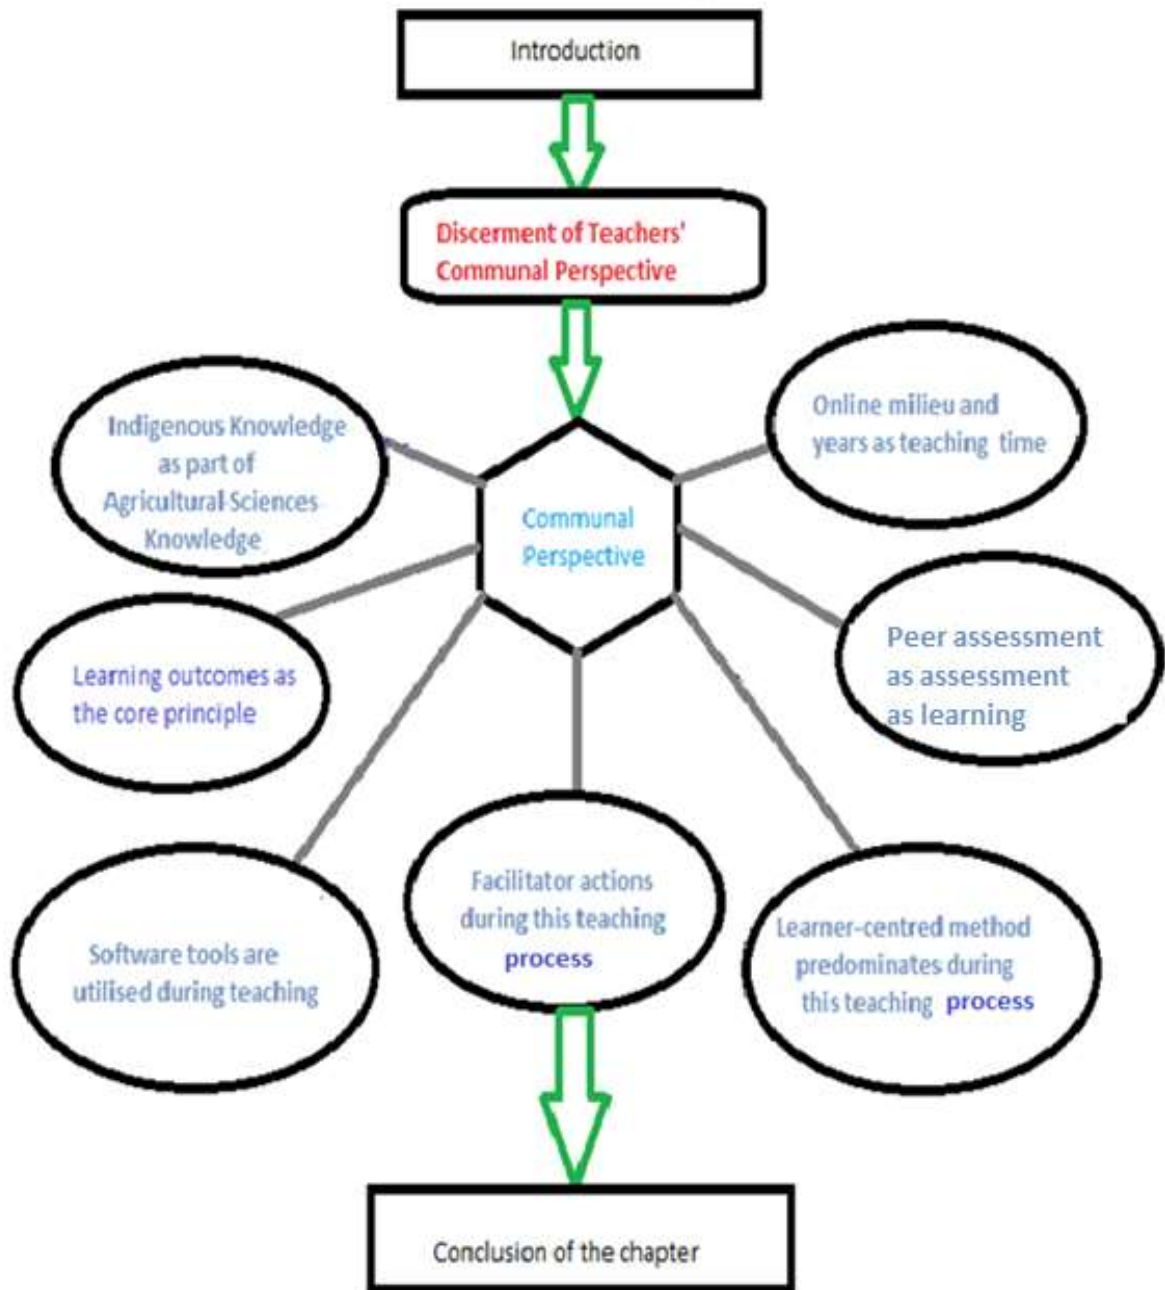 Introduction
Discerment of Teachers'
Communal Perspective
Indigenous Knowledge
as part of
Agricultural Sciences
Knowledge
Online milieu and
years as teaching time
Communal
Perspective
Learning outcomes as
the core principle
Peer assessment
as assessment
as learning
Software tools are
utilised during teaching
Facilitator actions
during this teaching
process
Learner-centred method
predominates during
this teaching process
Conclusion of the chapter